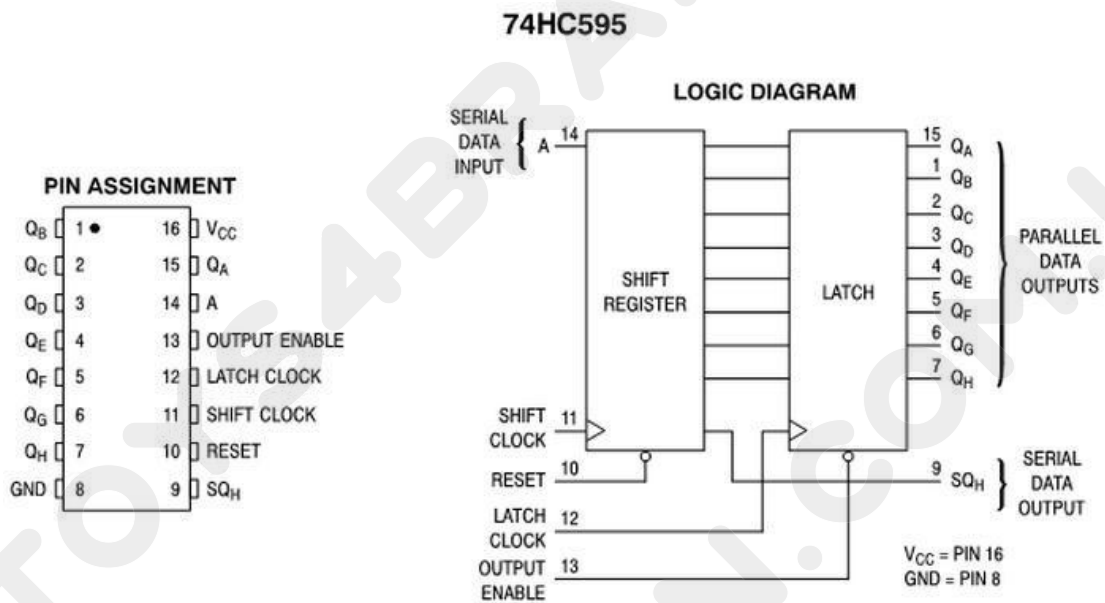 74HC595
PIN ASSIGNMENT
QB 1 16 VCC
QC 2 15 QA
QD 3 14 A
QE 4 13 OUTPUT ENABLE
QF 5 12 LATCH CLOCK
QG 6 11 SHIFT CLOCK
QH 7 10 RESET
GND 8 9 SQH
LOGIC DIAGRAM
SERIAL
DATA
INPUT
A 14
SHIFT
REGISTER
LATCH
15 QA
1 QB
2 QC
3 QD
4 QE
5 QF
6 QG
7 QH
PARALLEL
DATA
OUTPUTS
SHIFT
CLOCK
11
RESET 10
LATCH
CLOCK
12
OUTPUT
ENABLE
13
9 SQH
SERIAL
DATA
OUTPUT
VCC = PIN 16
GND = PIN 8